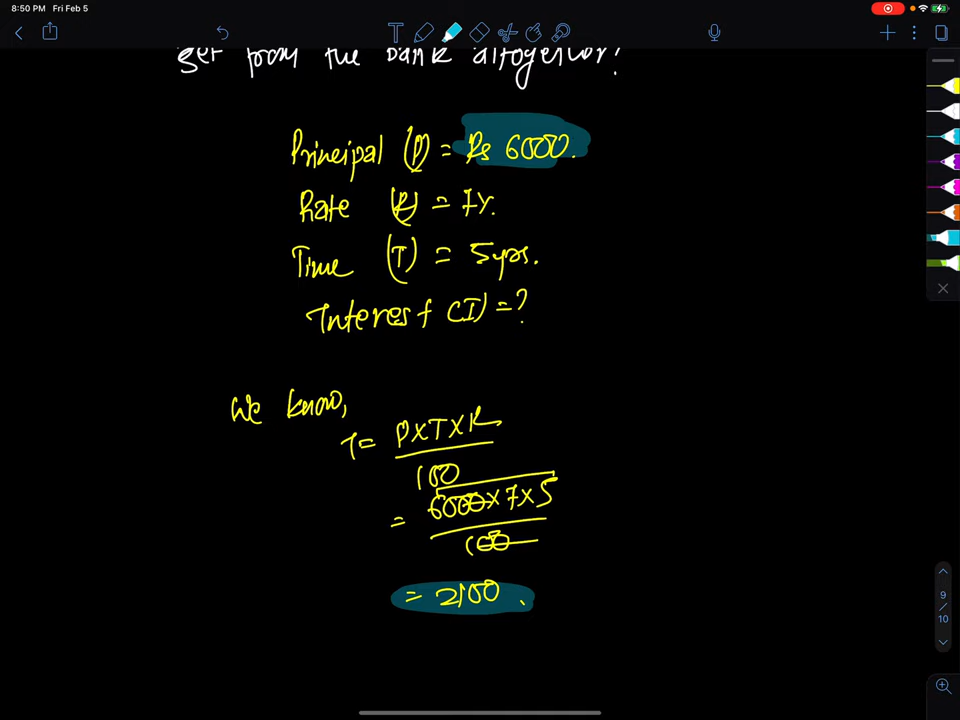 8:50 PM Fri Feb 5
get from the bank altogether?
Principal (P) = Rs 6000.
Rate (R) = 7%.
Time (T) = 5yrs.
Interest (I) = ?
We know,
I = P×T×R
100
= 6000×7×5
100
= 2100.
9
/
10